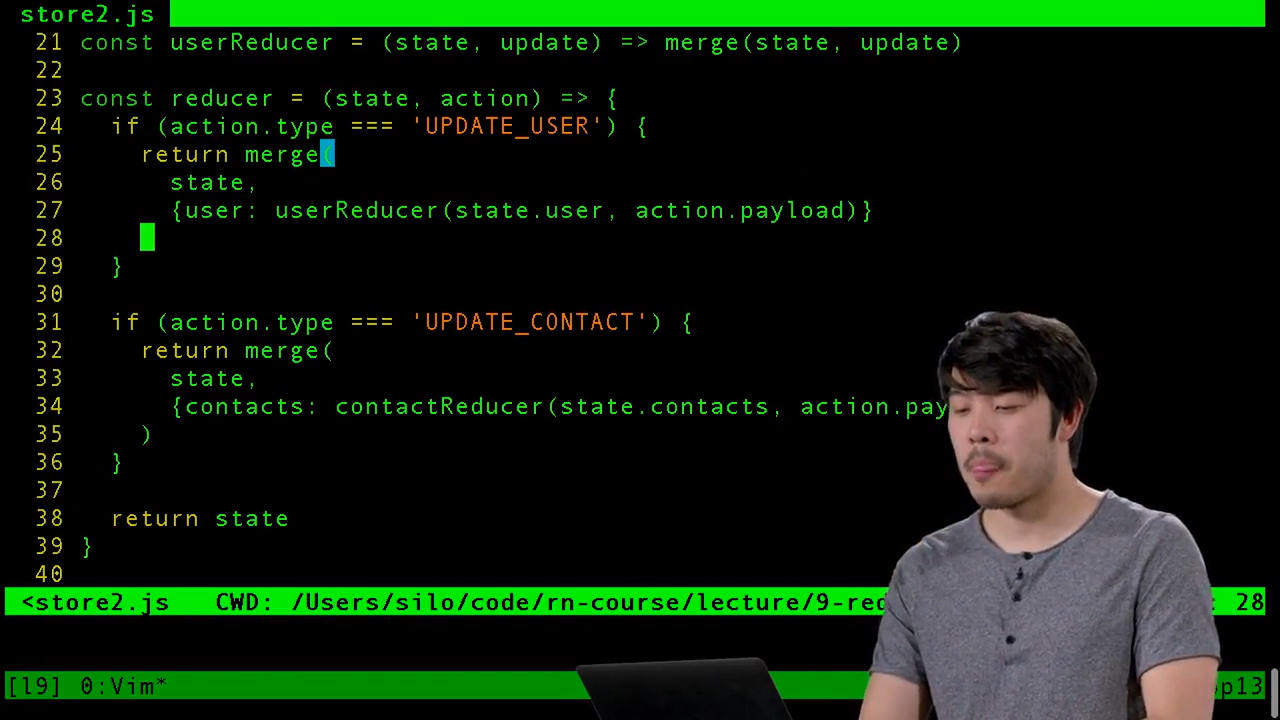 store2.js
21 const userReducer = (state, update) => merge(state, update)
22
23 const reducer = (state, action) => {
24   if (action.type === 'UPDATE_USER') {
25     return merge(
26       state,
27       {user: userReducer(state.user, action.payload)}
28
29   }
30
31   if (action.type === 'UPDATE_CONTACT') {
32     return merge(
33       state,
34       {contacts: contactReducer(state.contacts, action.pay
35     )
36   }
37
38   return state
39 }
40
<store2.js   CWD: /Users/silo/code/rn-course/lecture/9-red : 28
[l9] 0:Vim* p13